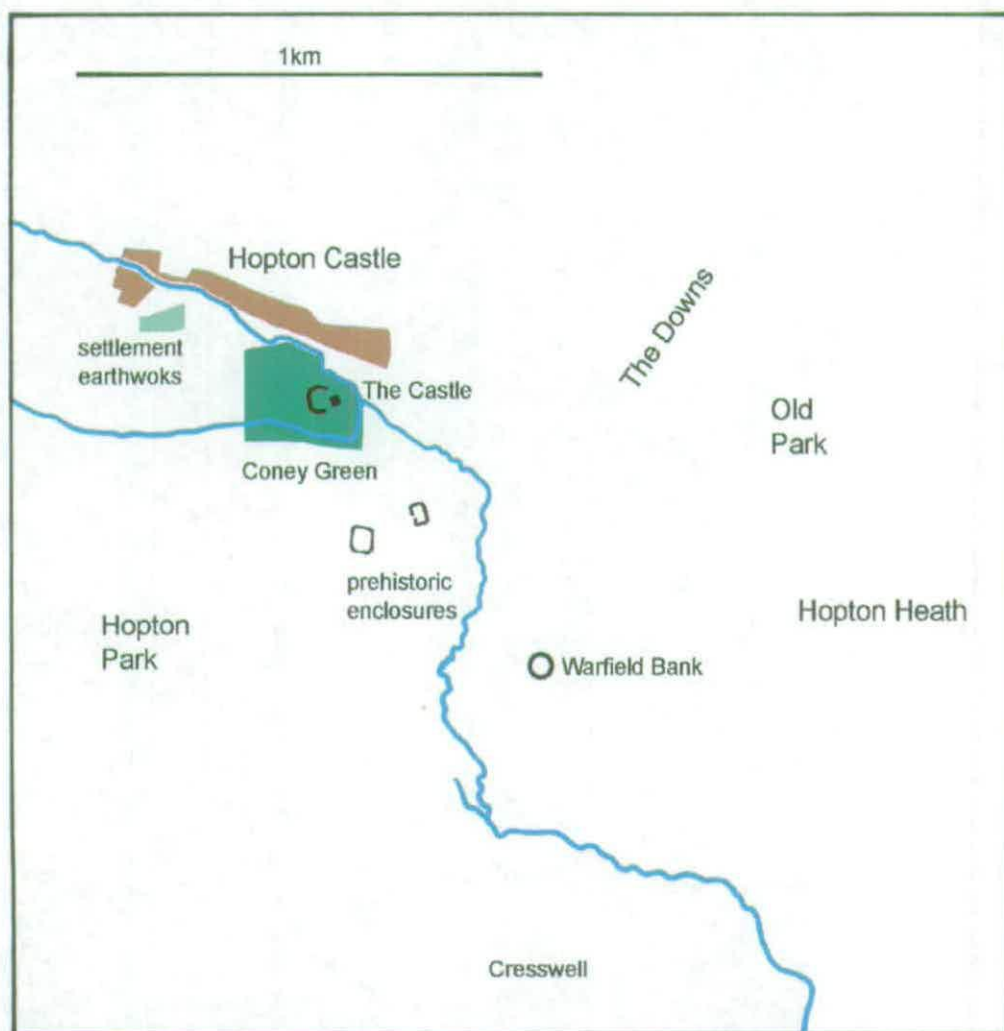 1km
Hopton Castle
The Downs
settlement
earthwoks
The Castle
Old
Park
Coney Green
prehistoric
enclosures
Hopton Heath
Hopton
Park
Warfield Bank
Cresswell